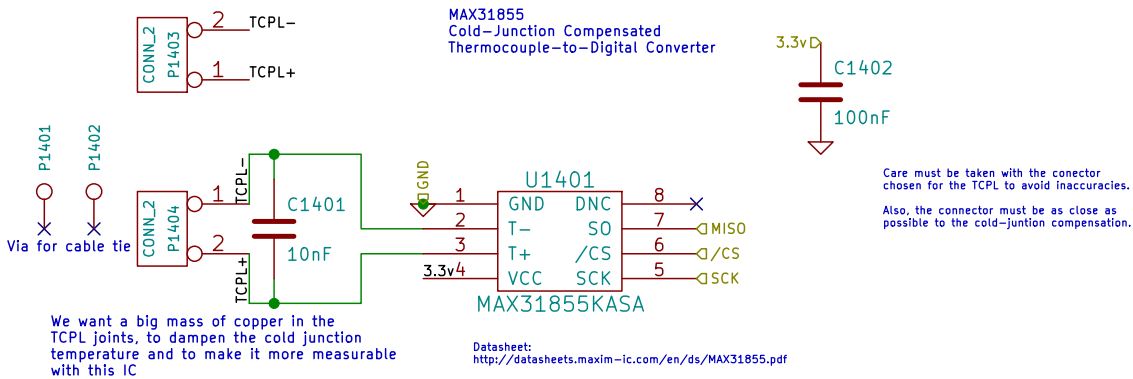 MAX31855
Cold-Junction Compensated
Thermocouple-to-Digital Converter
CONN_2
P1403
2
TCPL-
1
TCPL+
3.3v
C1402
100nF
P1401
P1402
Via for cable tie
CONN_2
P1404
1
TCPL-
2
TCPL+
C1401
10nF
GND
U1401
1
GND
DNC
8
2
T-
SO
7
MISO
3
T+
/CS
6
/CS
3.3v
4
VCC
SCK
5
SCK
MAX31855KASA
Care must be taken with the conector
chosen for the TCPL to avoid inaccuracies.
Also, the connector must be as close as
possible to the cold-juntion compensation.
We want a big mass of copper in the
TCPL joints, to dampen the cold junction
temperature and to make it more measurable
with this IC
Datasheet:
http://datasheets.maxim-ic.com/en/ds/MAX31855.pdf